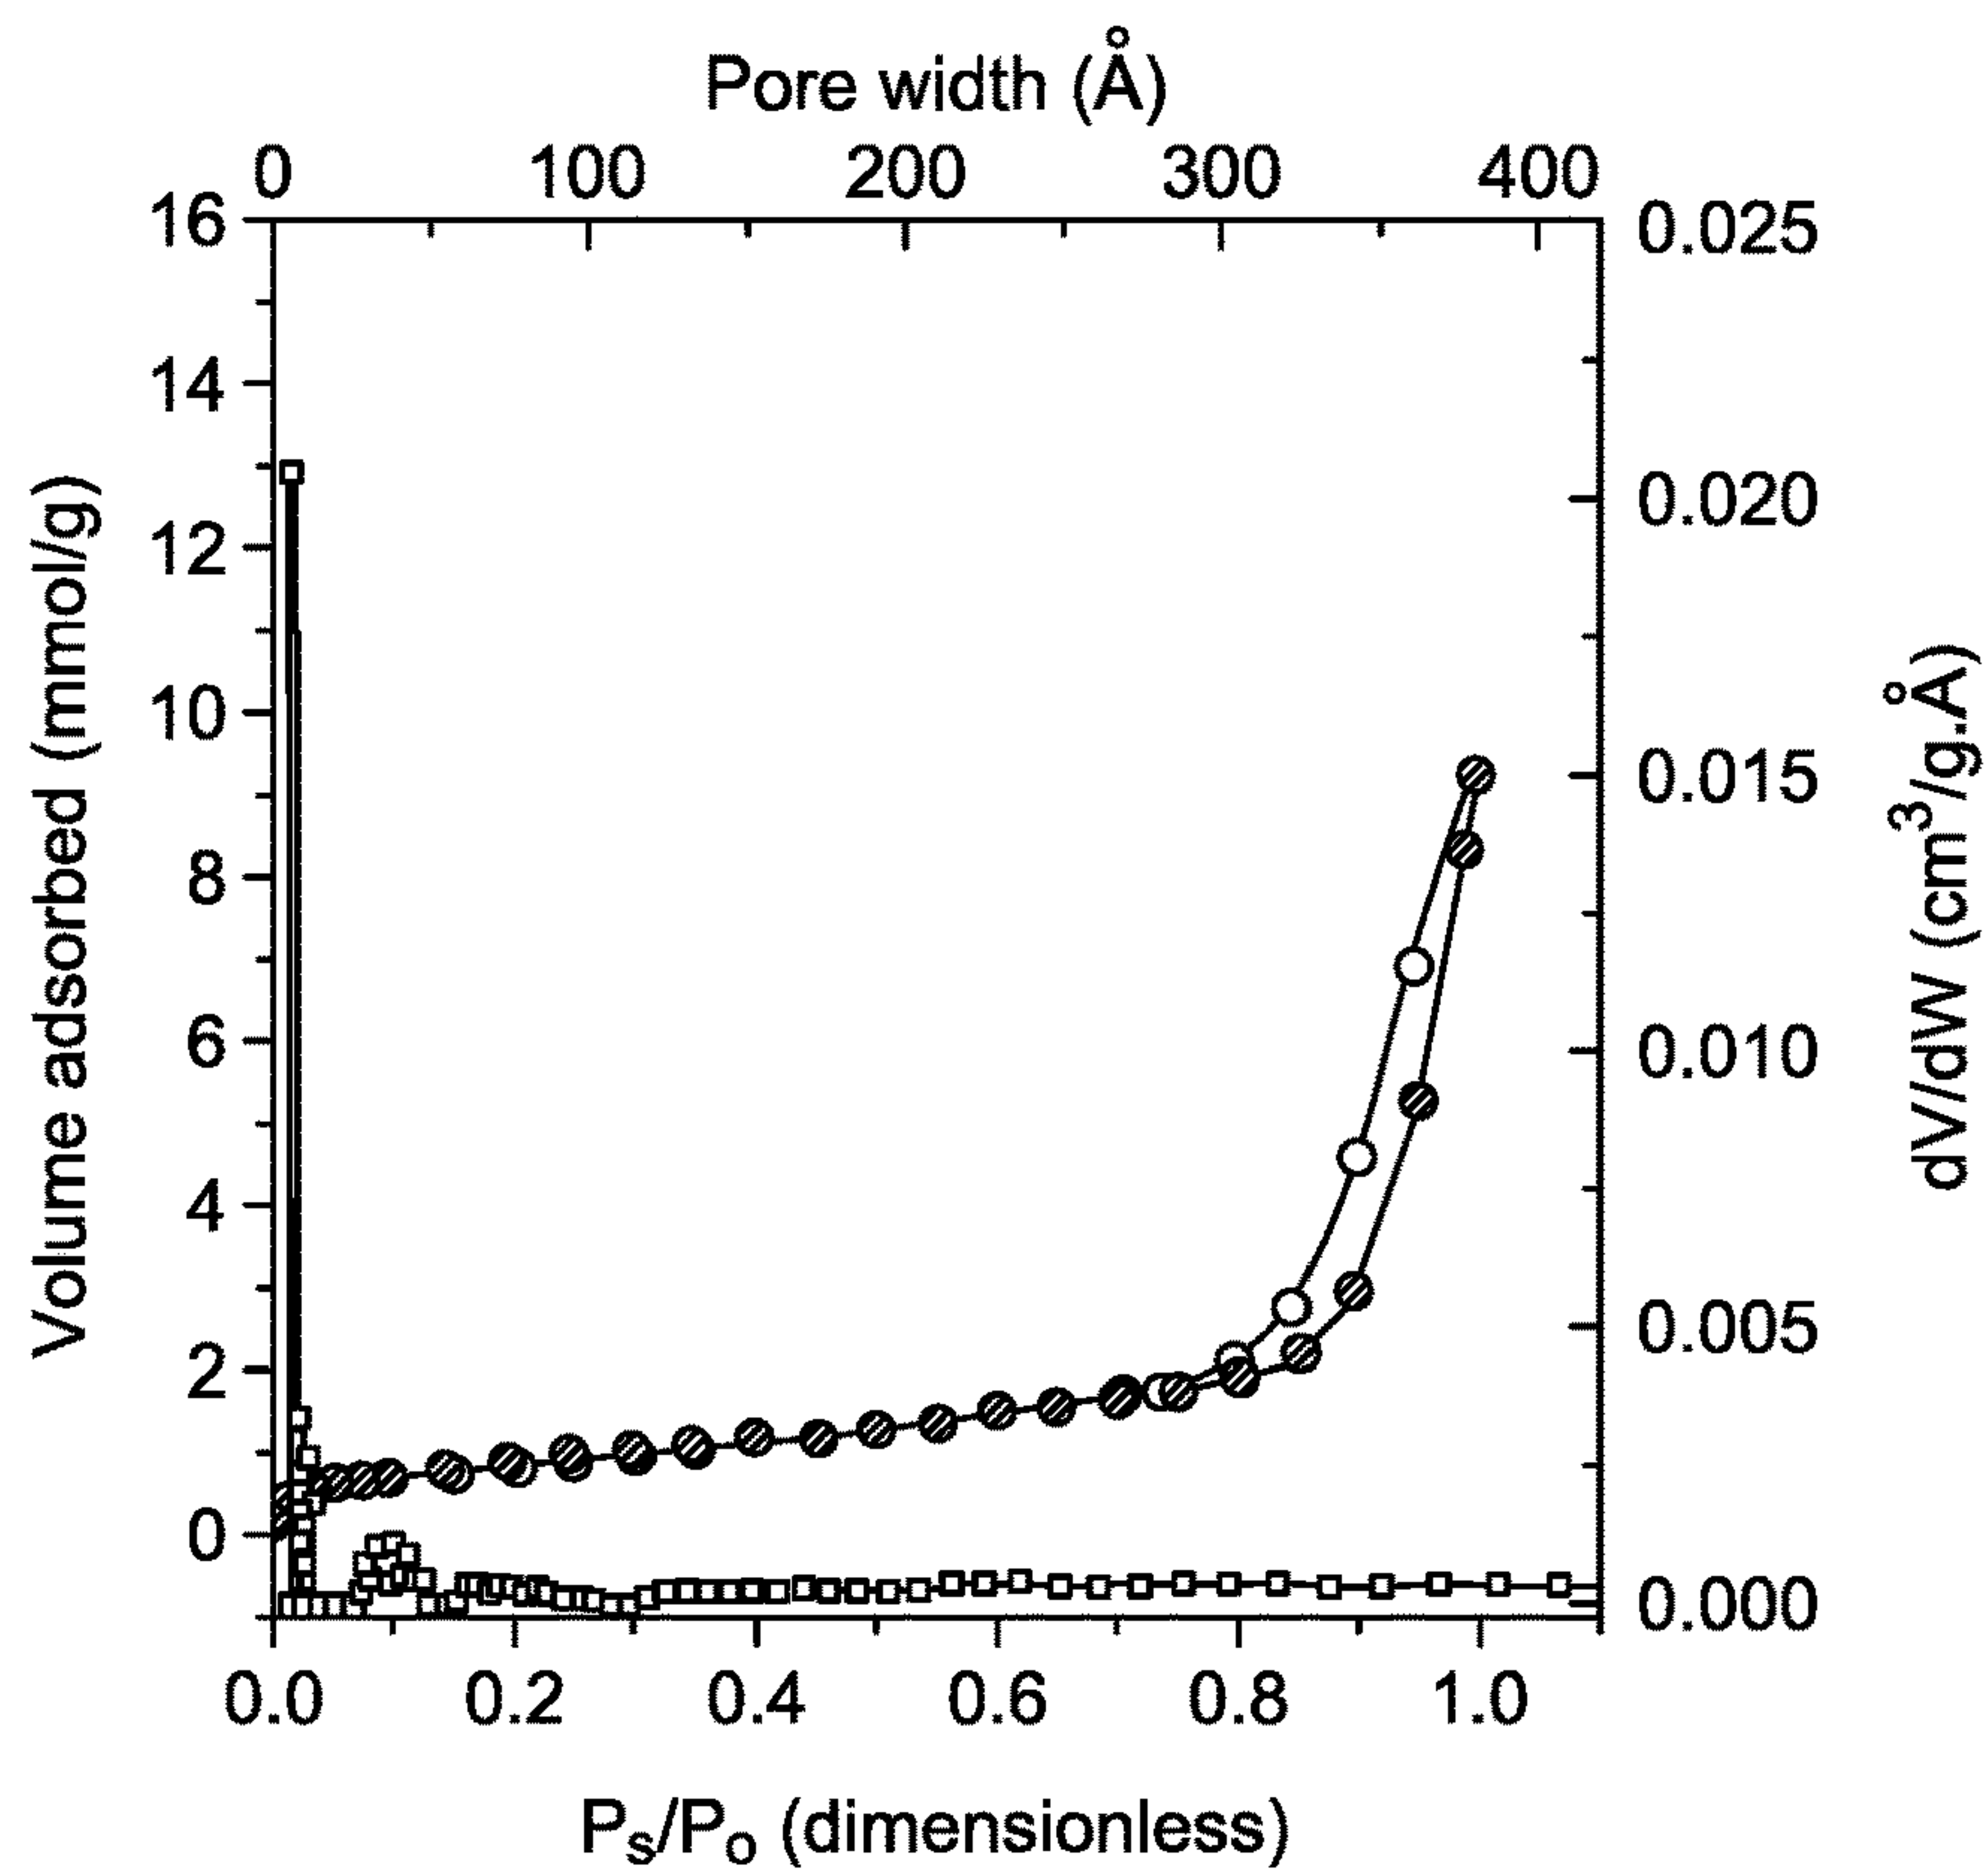 Pore width (Å)
0 100 200 300 400
16
14
12
10
8
6
4
2
0
Volume adsorbed (mmol/g)
0.025
0.020
0.015
0.010
0.005
0.000
dV/dW (cm³/g.Å)
0.0 0.2 0.4 0.6 0.8 1.0
Pₛ/Pₒ (dimensionless)